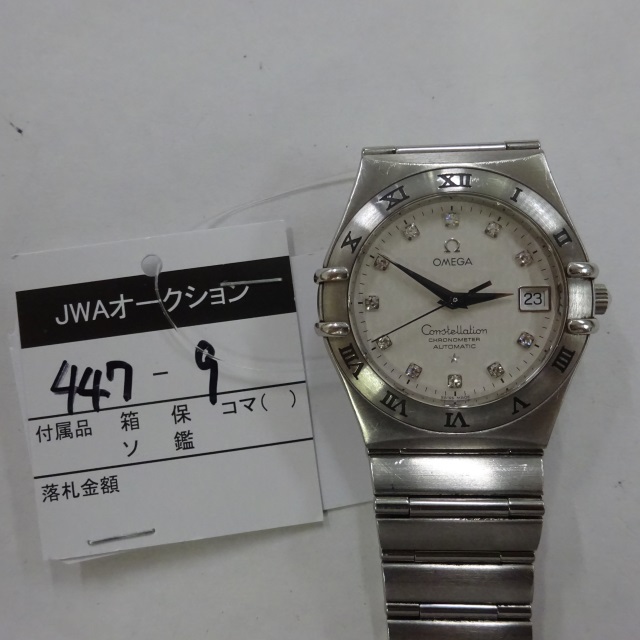 JWAオークション
447-9
付属品 箱 保 コマ( )
ソ 鑑
落札金額
XII
I
II
23
VI
VII
VIII
X
XI
Ω
OMEGA
Constellation
CHRONOMETER
AUTOMATIC